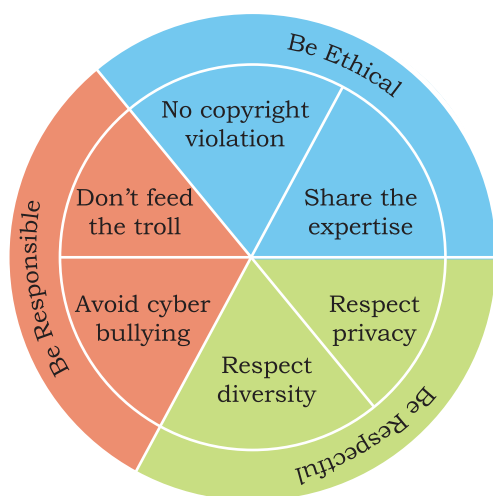 Be Ethical
No copyright
violation
Share the
expertise
Be Responsible
Don't feed
the troll
Avoid cyber
bullying
Respect
privacy
Respect
diversity
Be Respectful